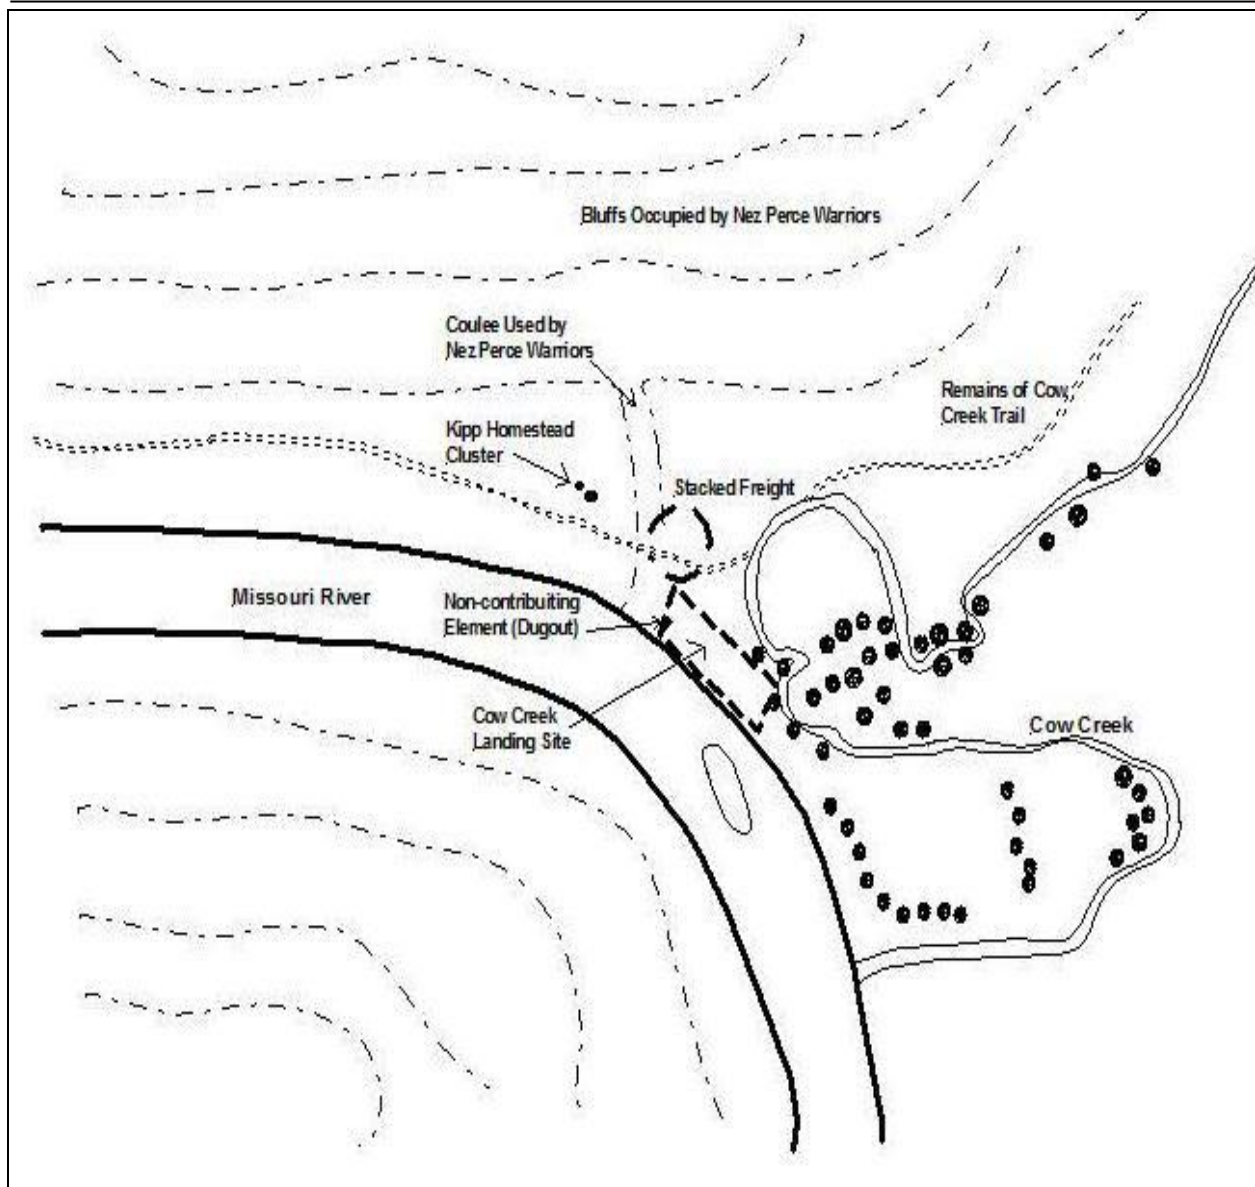 Bluffs Occupied by Nez Perce Warriors
Coulee Used by
Nez Perce Warriors
Remains of Cow
Creek Trail
Kipp Homestead
Cluster
Stacked Freight
Missouri River
Non-contribuiting
Element (Dugout)
Cow Creek
Landing Site
Cow Creek